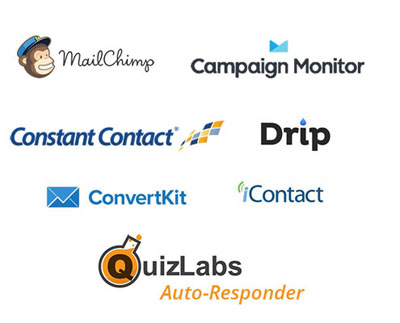 MailChimp
Campaign Monitor
Constant Contact®
Drip
ConvertKit
iContact
QuizLabs
Auto-Responder